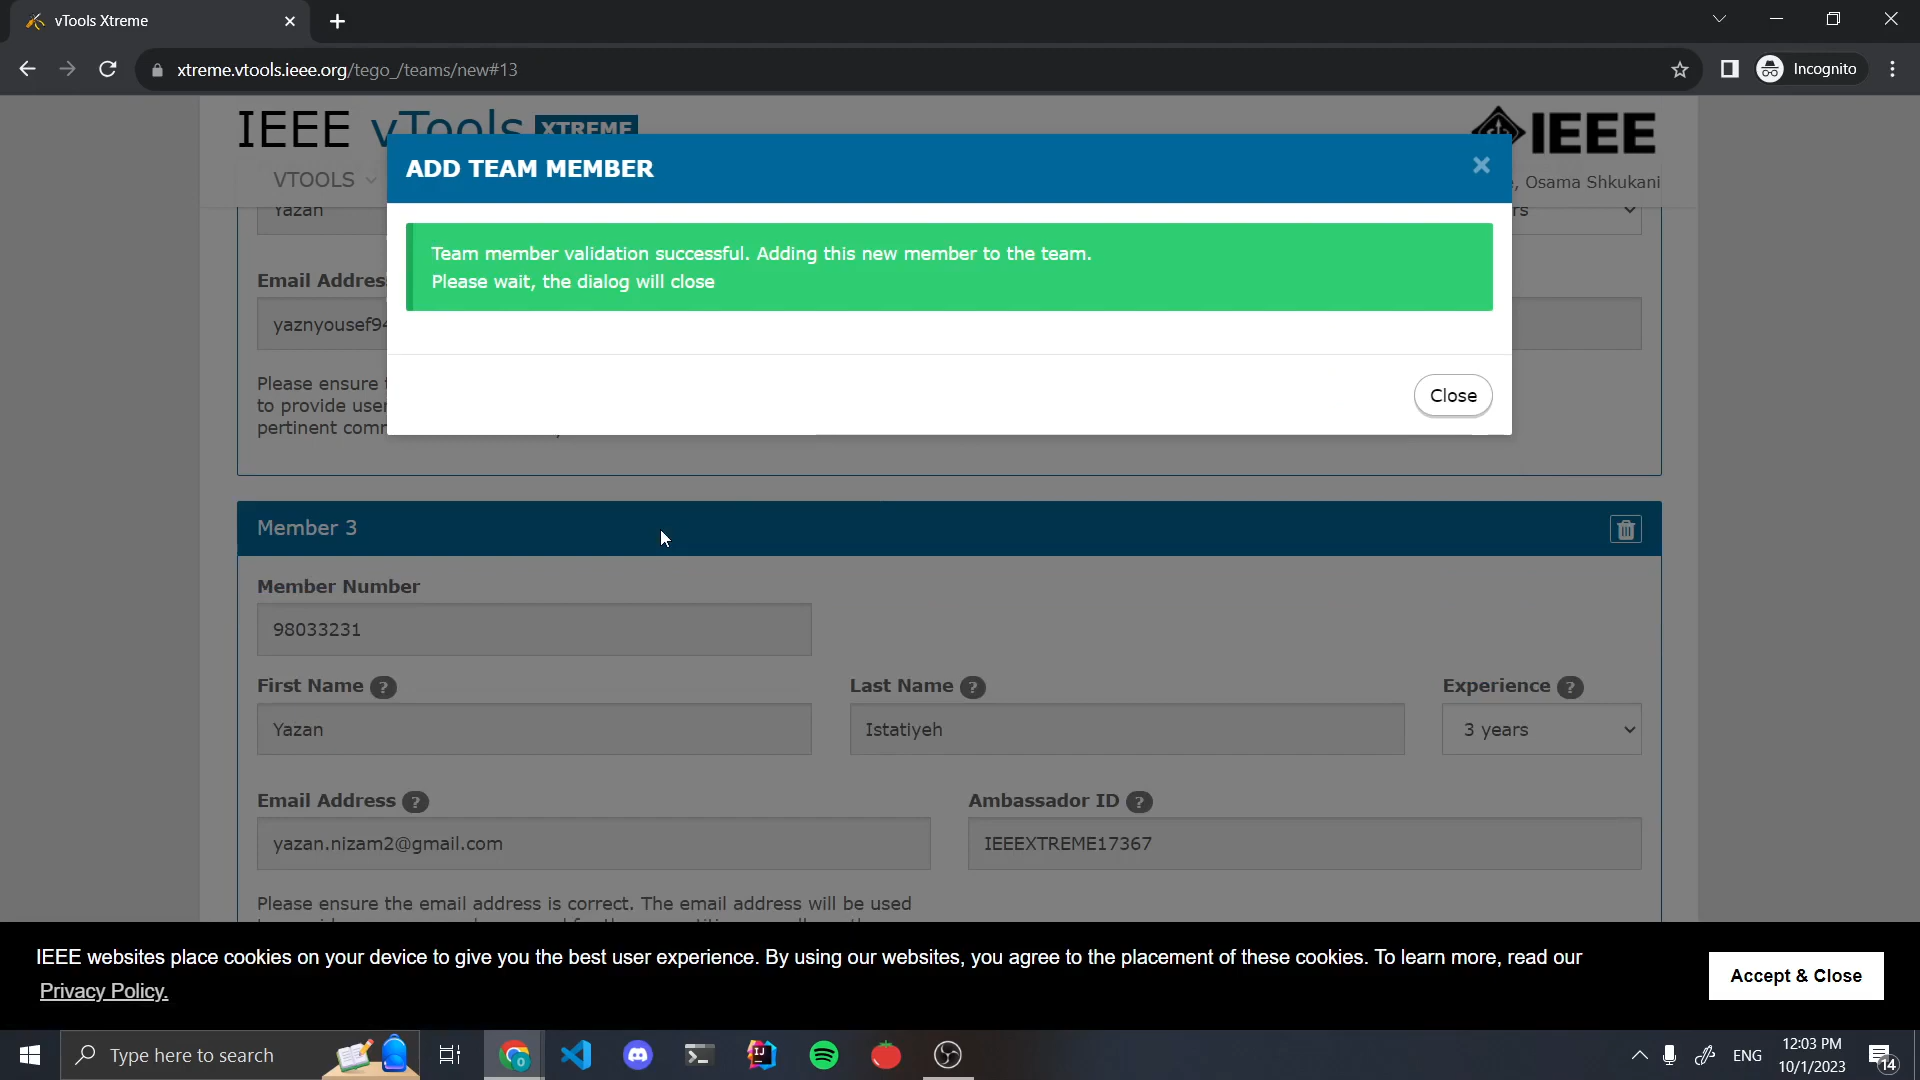 vTools Xtreme
xtreme.vtools.ieee.org/tego_/teams/new#13
Incognito
IEEE vTools XTREME
IEEE
VTOOLS
, Osama Shkukani
ADD TEAM MEMBER
Team member validation successful. Adding this new member to the team.
Please wait, the dialog will close
Close
Yazan
rs
Email Addres
yaznyousef94
Please ensure
to provide user
pertinent comm
Member 3
Member Number
98033231
First Name ?
Last Name ?
Experience ?
Yazan
Istatiyeh
3 years
Email Address ?
Ambassador ID ?
yazan.nizam2@gmail.com
IEEEXTREME17367
Please ensure the email address is correct. The email address will be used
IEEE websites place cookies on your device to give you the best user experience. By using our websites, you agree to the placement of these cookies. To learn more, read our
Privacy Policy.
Accept & Close
Type here to search
ENG
12:03 PM
10/1/2023
14